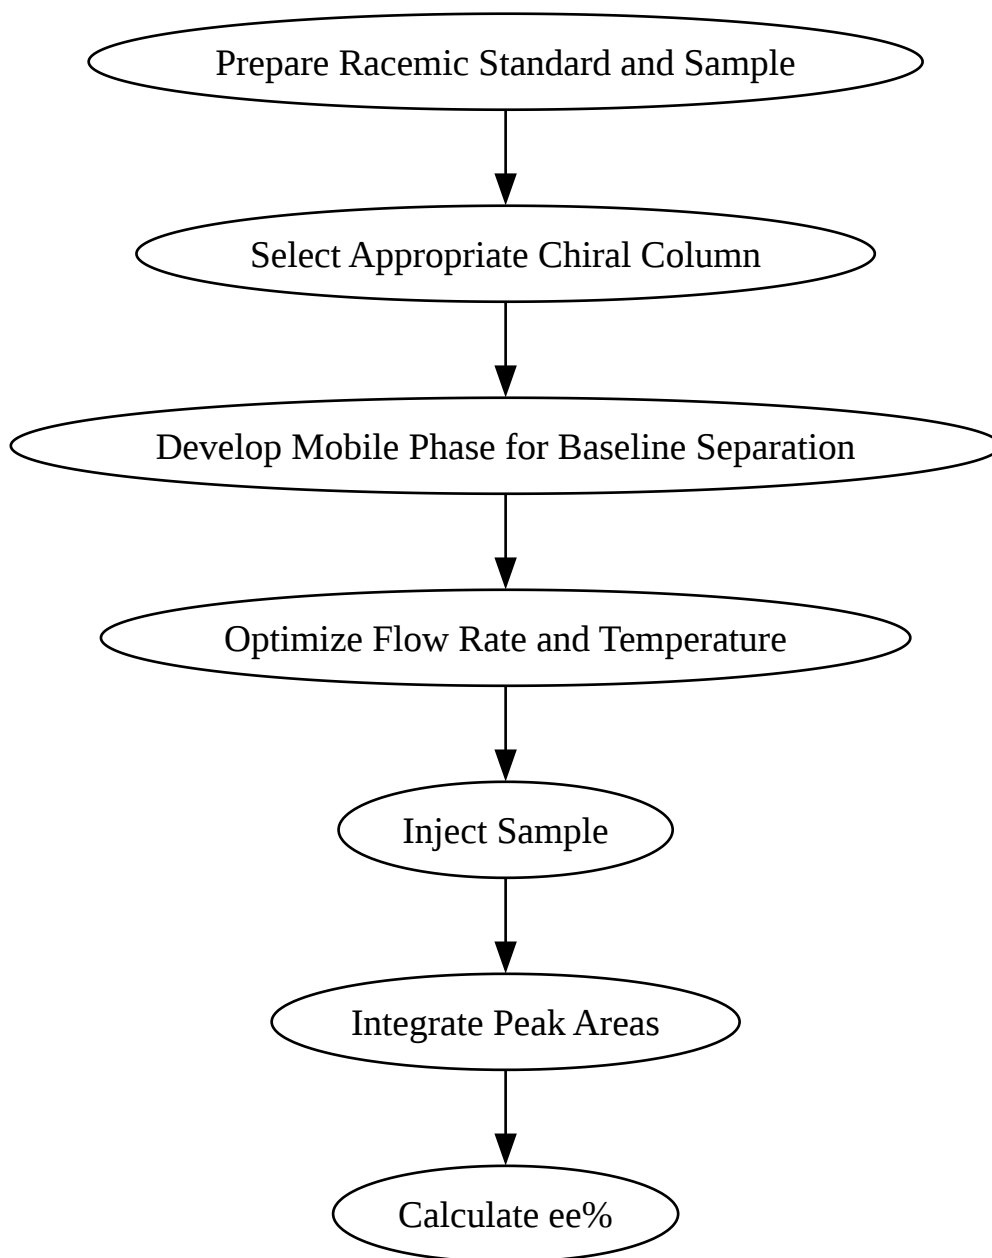 Prepare Racemic Standard and Sample
Select Appropriate Chiral Column
Develop Mobile Phase for Baseline Separation
Optimize Flow Rate and Temperature
Inject Sample
Integrate Peak Areas
Calculate ee%